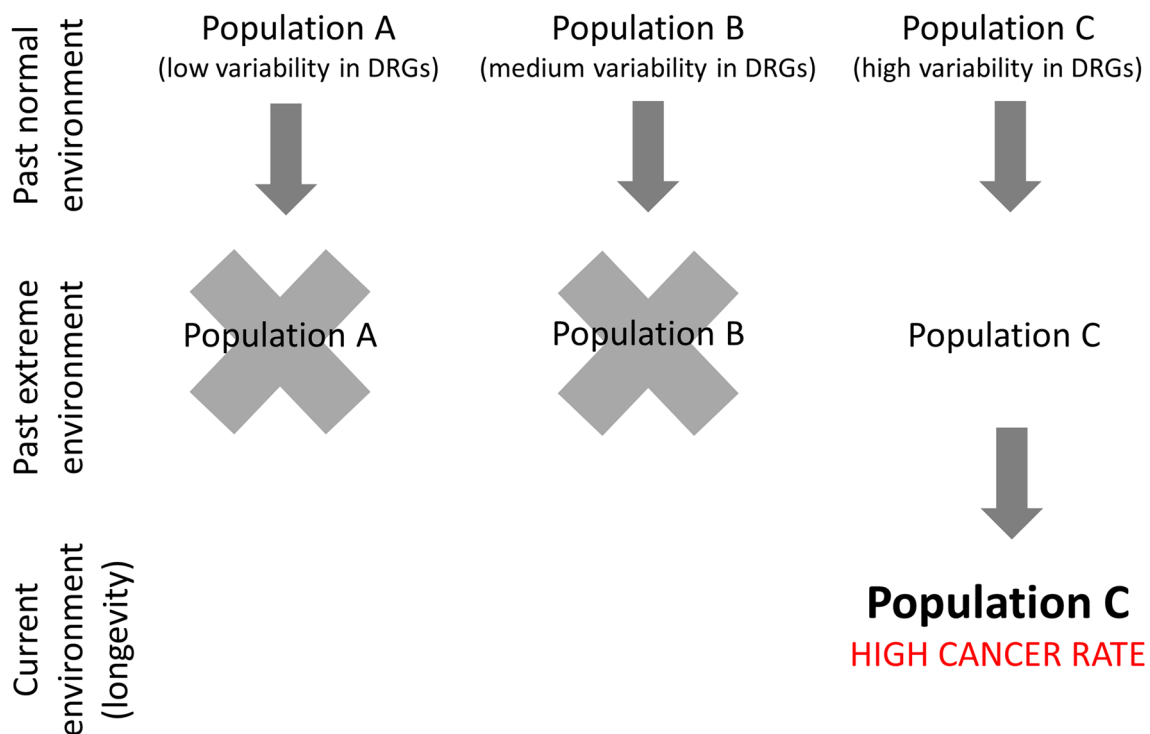 Past normal
environment
Population A
(low variability in DRGs)
Population B
(medium variability in DRGs)
Population C
(high variability in DRGs)
Past extreme
environment
Population A
Population B
Population C
Current
environment
(longevity)
Population C
HIGH CANCER RATE